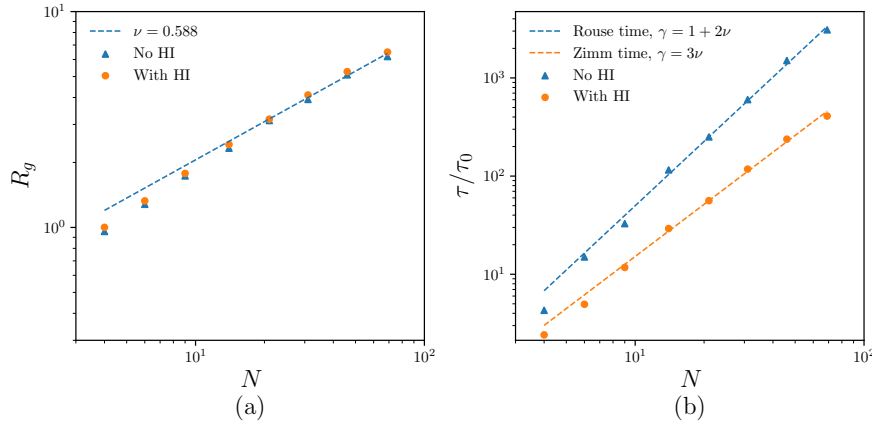 10^1
10^0
R_g
ν = 0.588
No HI
With HI
10^1
10^2
N
(a)
10^3
10^2
10^1
τ/τ_0
Rouse time, γ = 1 + 2ν
Zimm time, γ = 3ν
No HI
With HI
10^1
10^2
N
(b)